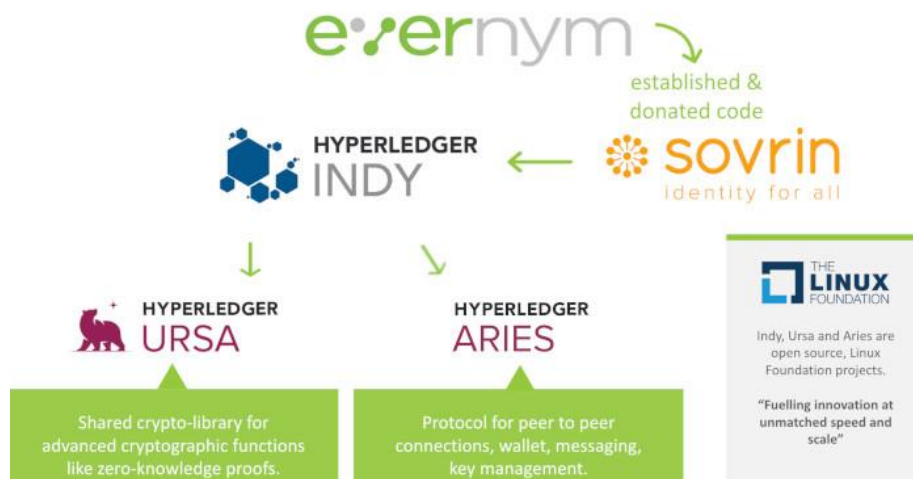 evernym
established &
donated code
HYPERLEDGER
INDY
sovrin
identity for all
HYPERLEDGER
URSA
HYPERLEDGER
ARIES
Shared crypto-library for
advanced cryptographic functions
like zero-knowledge proofs.
Protocol for peer to peer
connections, wallet, messaging,
key management.
THE
LINUX
FOUNDATION
Indy, Ursa and Aries are
open source, Linux
Foundation projects.
“Fuelling innovation at
unmatched speed and
scale”